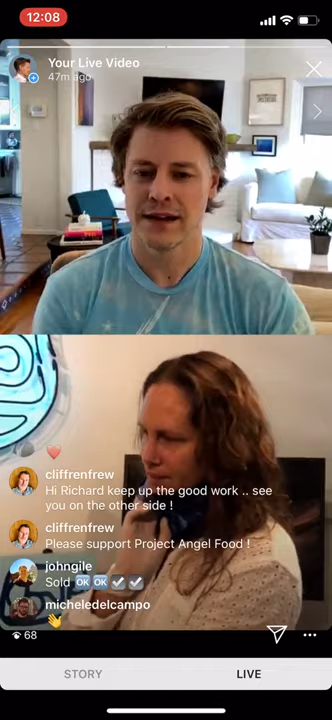 12:08
Your Live Video
47m ago
cliffrenfrew
Hi Richard keep up the good work .. see
you on the other side !
cliffrenfrew
Please support Project Angel Food !
johngile
Sold 🆗 🆗 ✅ ✅
micheledelcampo
👋
68
STORY LIVE